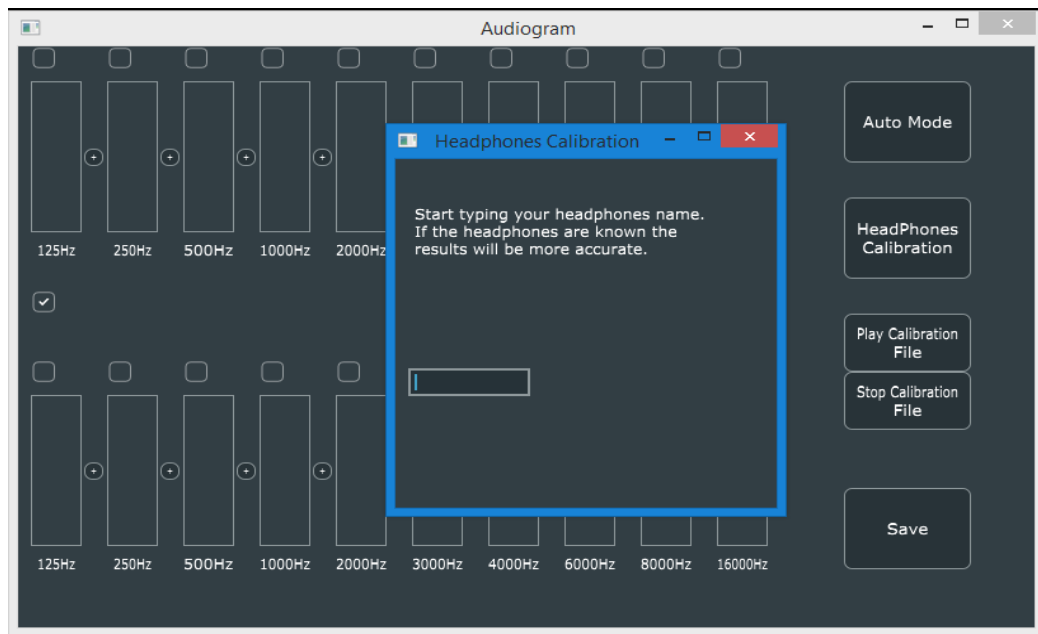 Audiogram
Headphones Calibration
Start typing your headphones name.
If the headphones are known the
results will be more accurate.
125Hz 250Hz 500Hz 1000Hz 2000Hz
Auto Mode
HeadPhones
Calibration
Play Calibration
File
Stop Calibration
File
Save
125Hz 250Hz 500Hz 1000Hz 2000Hz 3000Hz 4000Hz 6000Hz 8000Hz 16000Hz